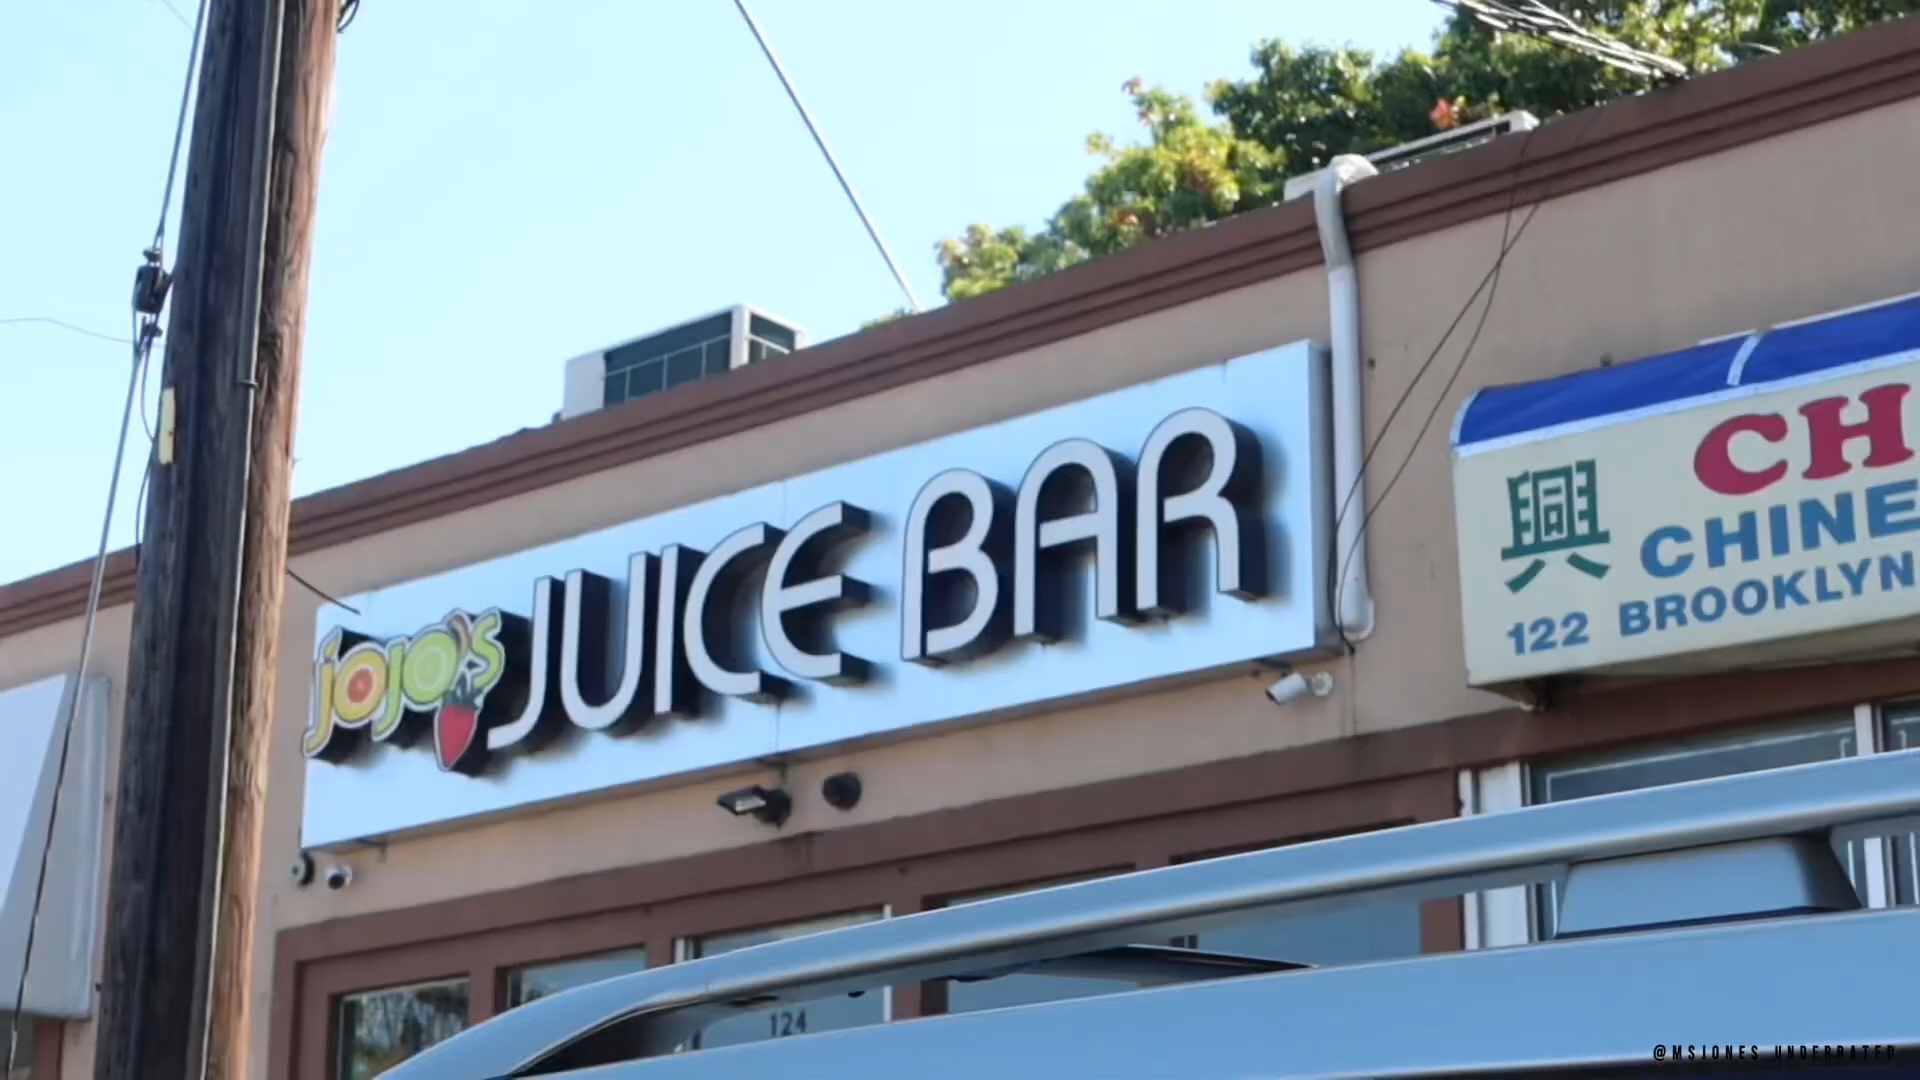 jojo's JUICE BAR
興
CH
CHINE
122 BROOKLYN
124
@MSJONES_UNDERRATED